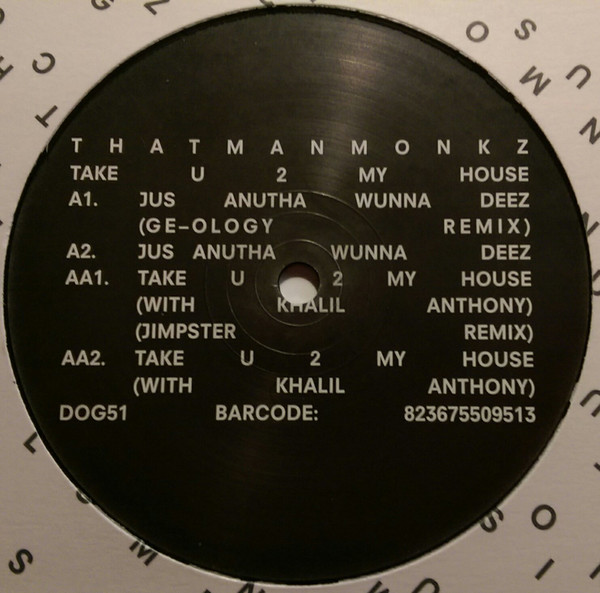 THATMANMONKZ
TAKE U 2 MY HOUSE
A1. JUS ANUTHA WUNNA DEEZ
(GE-OLOGY REMIX)
A2. JUS ANUTHA WUNNA DEEZ
AA1. TAKE U 2 MY HOUSE
(WITH KHALIL ANTHONY)
(JIMPSTER REMIX)
AA2. TAKE U 2 MY HOUSE
(WITH KHALIL ANTHONY)
DOG51 BARCODE: 823675509513